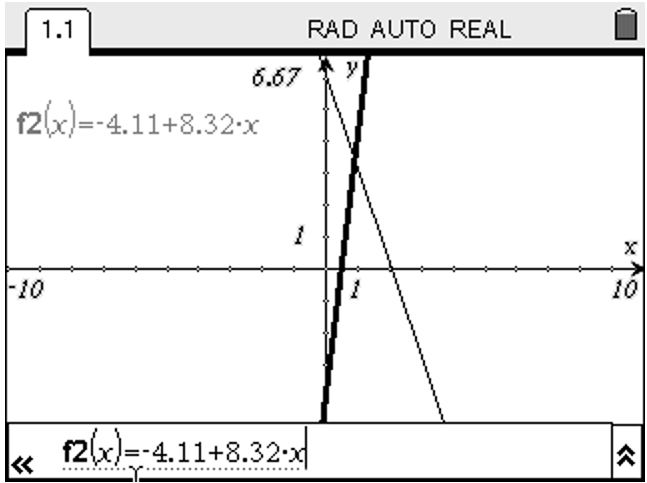 1.1 RAD AUTO REAL
6.67 y
f2(x)=-4.11+8.32·x
1
x
-10 1 10
« f2(x)=-4.11+8.32·x